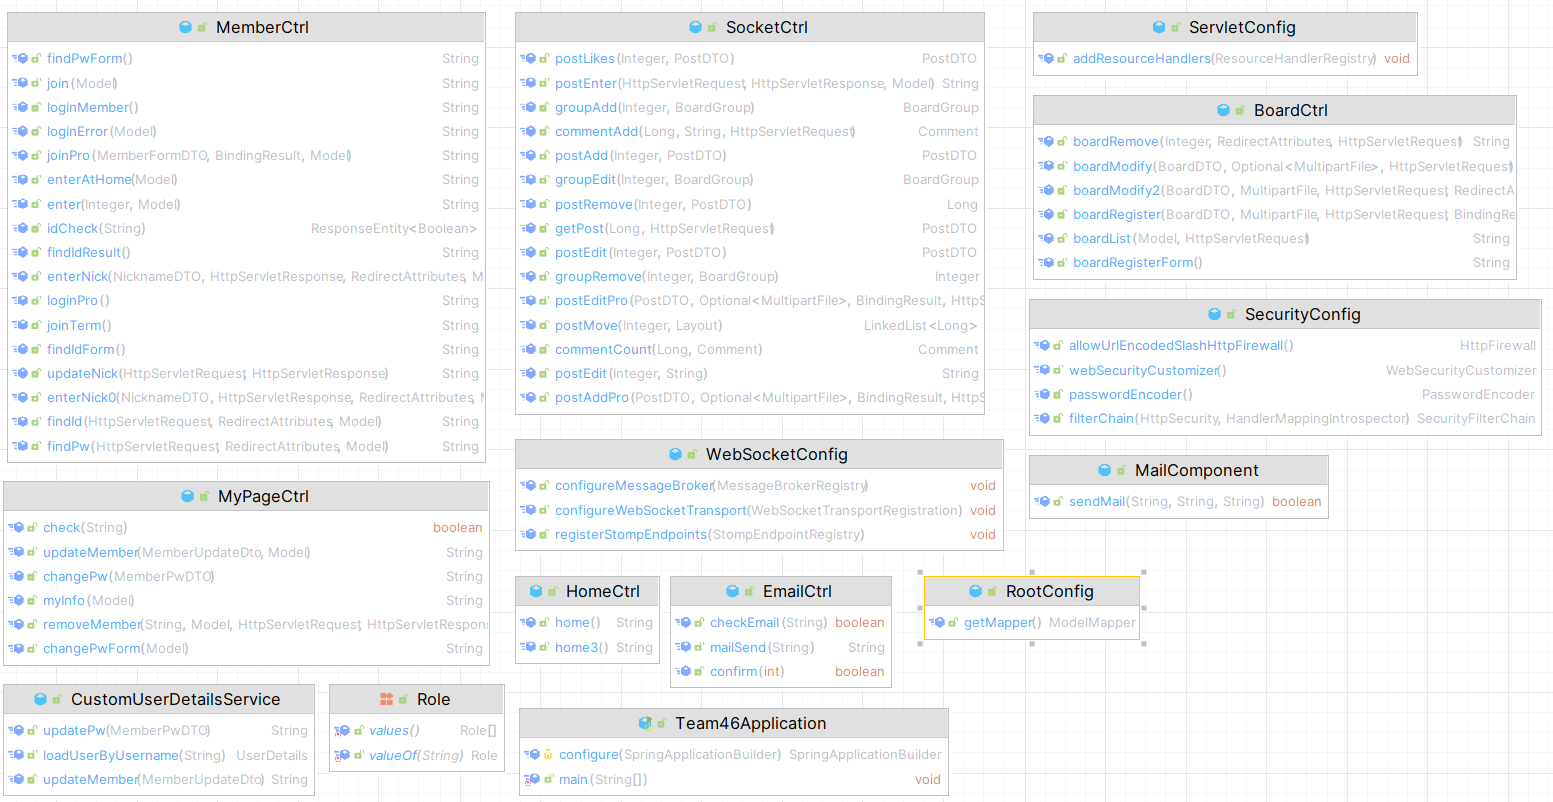 MemberCtrl
findPwForm() String
join(Model) String
loginMember() String
loginError(Model) String
joinPro(MemberFormDTO, BindingResult, Model) String
enterAtHome(Model) String
enter(Integer, Model) String
idCheck(String) ResponseEntity<Boolean>
findIdResult() String
enterNick(NicknameDTO, HttpServletResponse, RedirectAttributes, M
loginPro() String
joinTerm() String
findIdForm() String
updateNick(HttpServletRequest, HttpServletResponse) String
enterNick0(NicknameDTO, HttpServletResponse, RedirectAttributes, M
findId(HttpServletRequest, RedirectAttributes, Model) String
findPw(HttpServletRequest, RedirectAttributes, Model) String
MyPageCtrl
check(String) boolean
updateMember(MemberUpdateDto, Model) String
changePw(MemberPwDTO) String
myInfo(Model) String
removeMember(String, Model, HttpServletRequest, HttpServletRespon
changePwForm(Model) String
CustomUserDetailsService
updatePw(MemberPwDTO) String
loadUserByUsername(String) UserDetails
updateMember(MemberUpdateDto) String
Role
values() Role[]
valueOf(String) Role
SocketCtrl
postLikes(Integer, PostDTO) PostDTO
postEnter(HttpServletRequest, HttpServletResponse, Model) String
groupAdd(Integer, BoardGroup) BoardGroup
commentAdd(Long, String, HttpServletRequest) Comment
postAdd(Integer, PostDTO) PostDTO
groupEdit(Integer, BoardGroup) BoardGroup
postRemove(Integer, PostDTO) Long
getPost(Long, HttpServletRequest) PostDTO
postEdit(Integer, PostDTO) PostDTO
groupRemove(Integer, BoardGroup) Integer
postEditPro(PostDTO, Optional<MultipartFile>, BindingResult, HttpS
postMove(Integer, Layout) LinkedList<Long>
commentCount(Long, Comment) Comment
postEdit(Integer, String) String
postAddPro(PostDTO, Optional<MultipartFile>, BindingResult, HttpS
WebSocketConfig
configureMessageBroker(MessageBrokerRegistry) void
configureWebSocketTransport(WebSocketTransportRegistration) void
registerStompEndpoints(StompEndpointRegistry) void
HomeCtrl
home() String
home3() String
EmailCtrl
checkEmail(String) boolean
mailSend(String) String
confirm(int) boolean
RootConfig
getMapper() ModelMapper
Team46Application
configure(SpringApplicationBuilder) SpringApplicationBuilder
main(String[]) void
ServletConfig
addResourceHandlers(ResourceHandlerRegistry) void
BoardCtrl
boardRemove(Integer, RedirectAttributes, HttpServletRequest) String
boardModify(BoardDTO, Optional<MultipartFile>, HttpServletRequest)
boardModify2(BoardDTO, MultipartFile, HttpServletRequest, RedirectA
boardRegister(BoardDTO, MultipartFile, HttpServletRequest, BindingRe
boardList(Model, HttpServletRequest) String
boardRegisterForm() String
SecurityConfig
allowUrlEncodedSlashHttpFirewall() HttpFirewall
webSecurityCustomizer() WebSecurityCustomizer
passwordEncoder() PasswordEncoder
filterChain(HttpSecurity, HandlerMappingIntrospector) SecurityFilterChain
MailComponent
sendMail(String, String, String) boolean